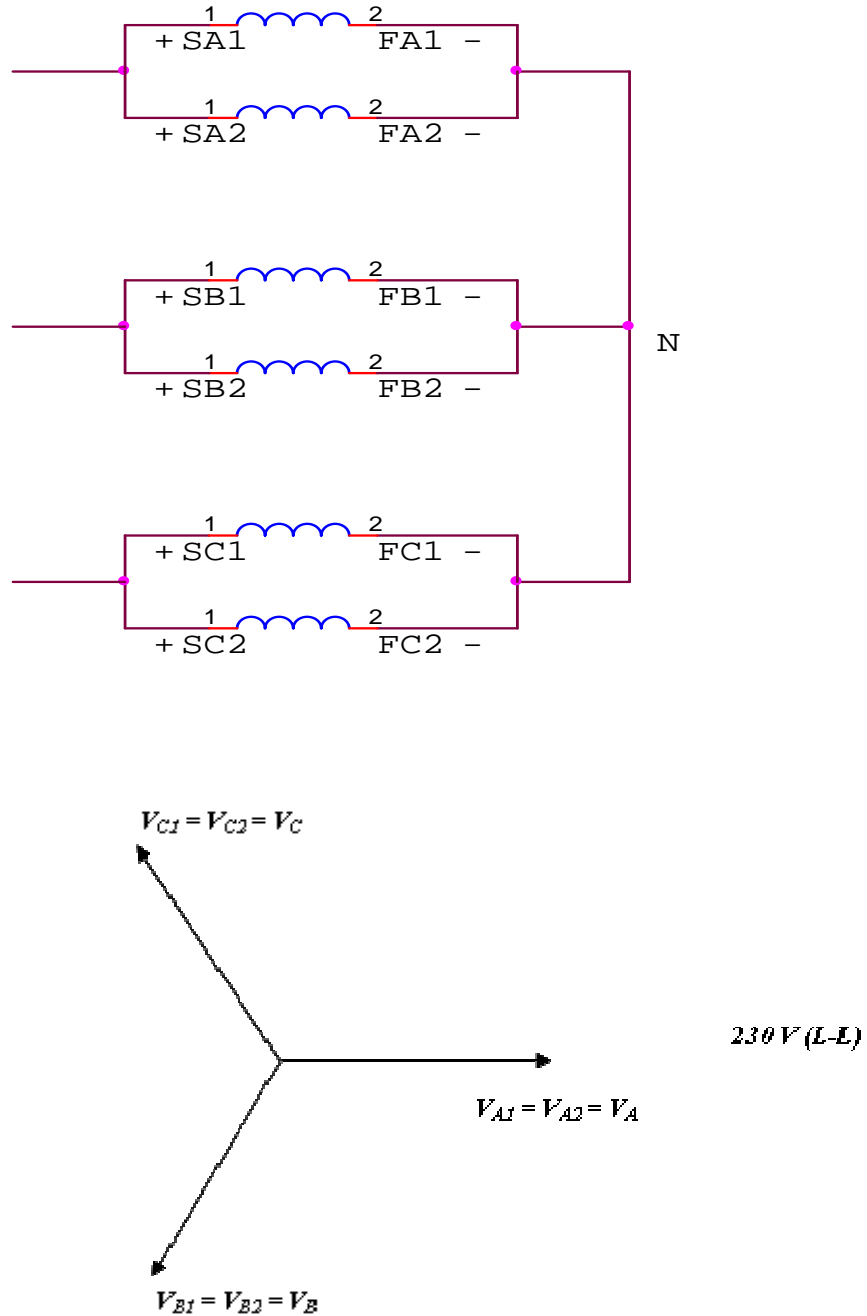 1 2
+ SA1 FA1 -
1 2
+ SA2 FA2 -
1 2
+ SB1 FB1 -
N
1 2
+ SB2 FB2 -
1 2
+ SC1 FC1 -
1 2
+ SC2 FC2 -
VC1 = VC2 = VC
230 V (L-L)
VA1 = VA2 = VA
VB1 = VB2 = VB